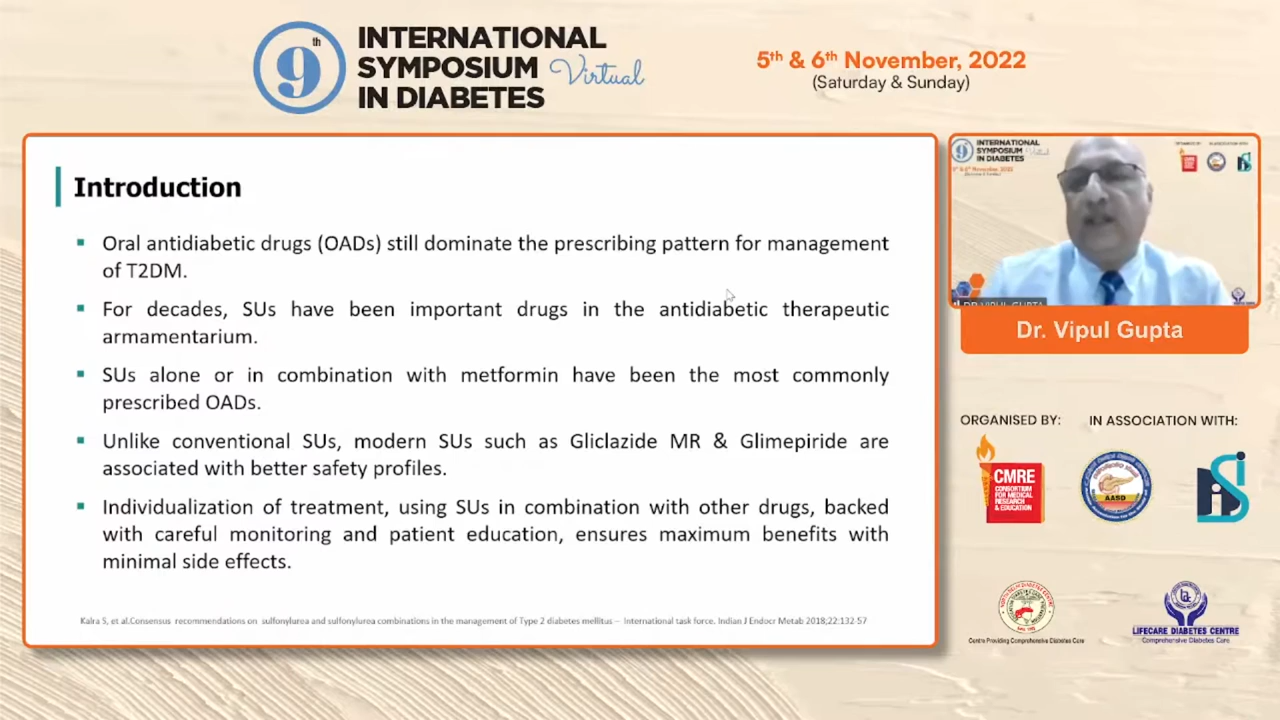 9th
INTERNATIONAL
SYMPOSIUM Virtual
IN DIABETES
5th & 6th November, 2022
(Saturday & Sunday)
Introduction
▪ Oral antidiabetic drugs (OADs) still dominate the prescribing pattern for management
of T2DM.
▪ For decades, SUs have been important drugs in the antidiabetic therapeutic
armamentarium.
▪ SUs alone or in combination with metformin have been the most commonly
prescribed OADs.
▪ Unlike conventional SUs, modern SUs such as Gliclazide MR & Glimepiride are
associated with better safety profiles.
▪ Individualization of treatment, using SUs in combination with other drugs, backed
with careful monitoring and patient education, ensures maximum benefits with
minimal side effects.
Kalra S, et al.Consensus recommendations on sulfonylurea and sulfonylurea combinations in the management of Type 2 diabetes mellitus – International task force. Indian J Endocr Metab 2018;22:132-57
9th
INTERNATIONAL
SYMPOSIUM
IN DIABETES
DR VIPUL GUPTA
Dr. Vipul Gupta
ORGANISED BY:
IN ASSOCIATION WITH:
CMRE
CONSORTIUM
FOR MEDICAL
RESEARCH
& EDUCATION
AASD
Centre Providing Comprehensive Diabetes Care
LIFECARE DIABETES CENTRE
Comprehensive Diabetes Care